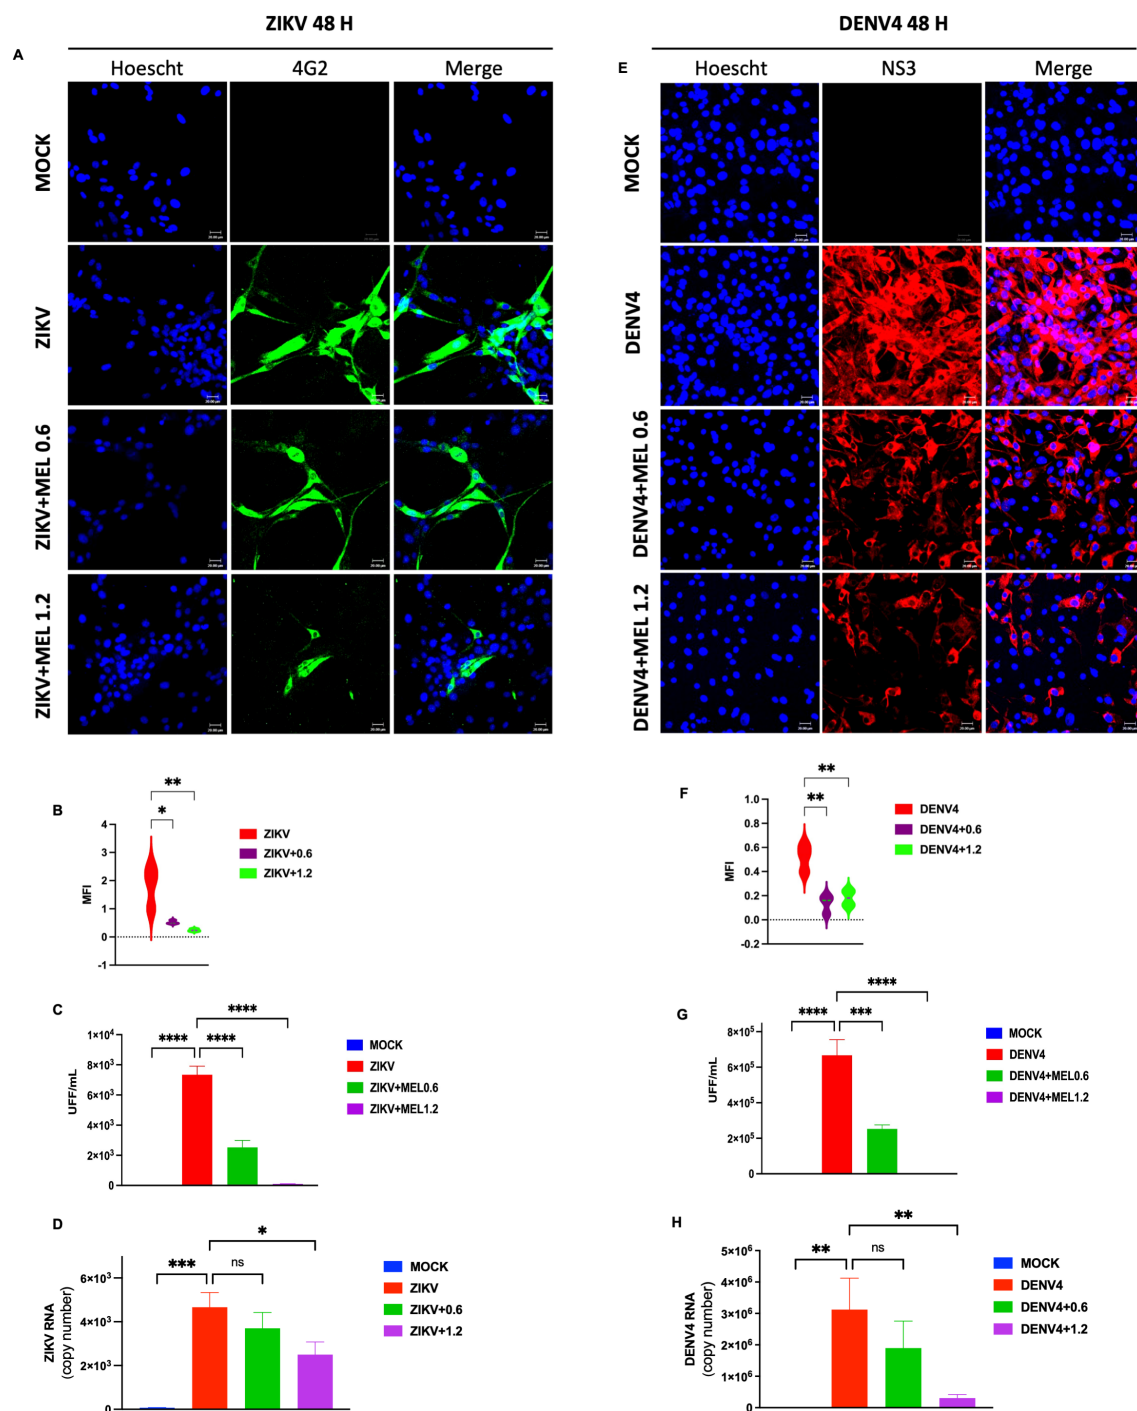 ZIKV 48 H
A
Hoescht 4G2 Merge
MOCK
ZIKV
ZIKV+MEL 0.6
ZIKV+MEL 1.2
DENV4 48 H
E
Hoescht NS3 Merge
MOCK
DENV4
DENV4+MEL 0.6
DENV4+MEL 1.2
B
**
*
MFI
4
3
2
1
0
-1
ZIKV
ZIKV+0.6
ZIKV+1.2
F
**
**
MFI
1.0
0.8
0.6
0.4
0.2
0.0
-0.2
DENV4
DENV4+0.6
DENV4+1.2
C
****
**** ****
UFF/mL
1×10⁴
8×10³
6×10³
4×10³
2×10³
0
MOCK
ZIKV
ZIKV+MEL0.6
ZIKV+MEL1.2
G
****
**** ***
UFF/mL
8×10⁵
6×10⁵
4×10⁵
2×10⁵
0
MOCK
DENV4
DENV4+MEL0.6
DENV4+MEL1.2
D
*
*** ns
ZIKV RNA
(copy number)
6×10³
4×10³
2×10³
0
MOCK
ZIKV
ZIKV+0.6
ZIKV+1.2
H
**
** ns
DENV4 RNA
(copy number)
5×10⁶
4×10⁶
3×10⁶
2×10⁶
1×10⁶
0
MOCK
DENV4
DENV4+0.6
DENV4+1.2